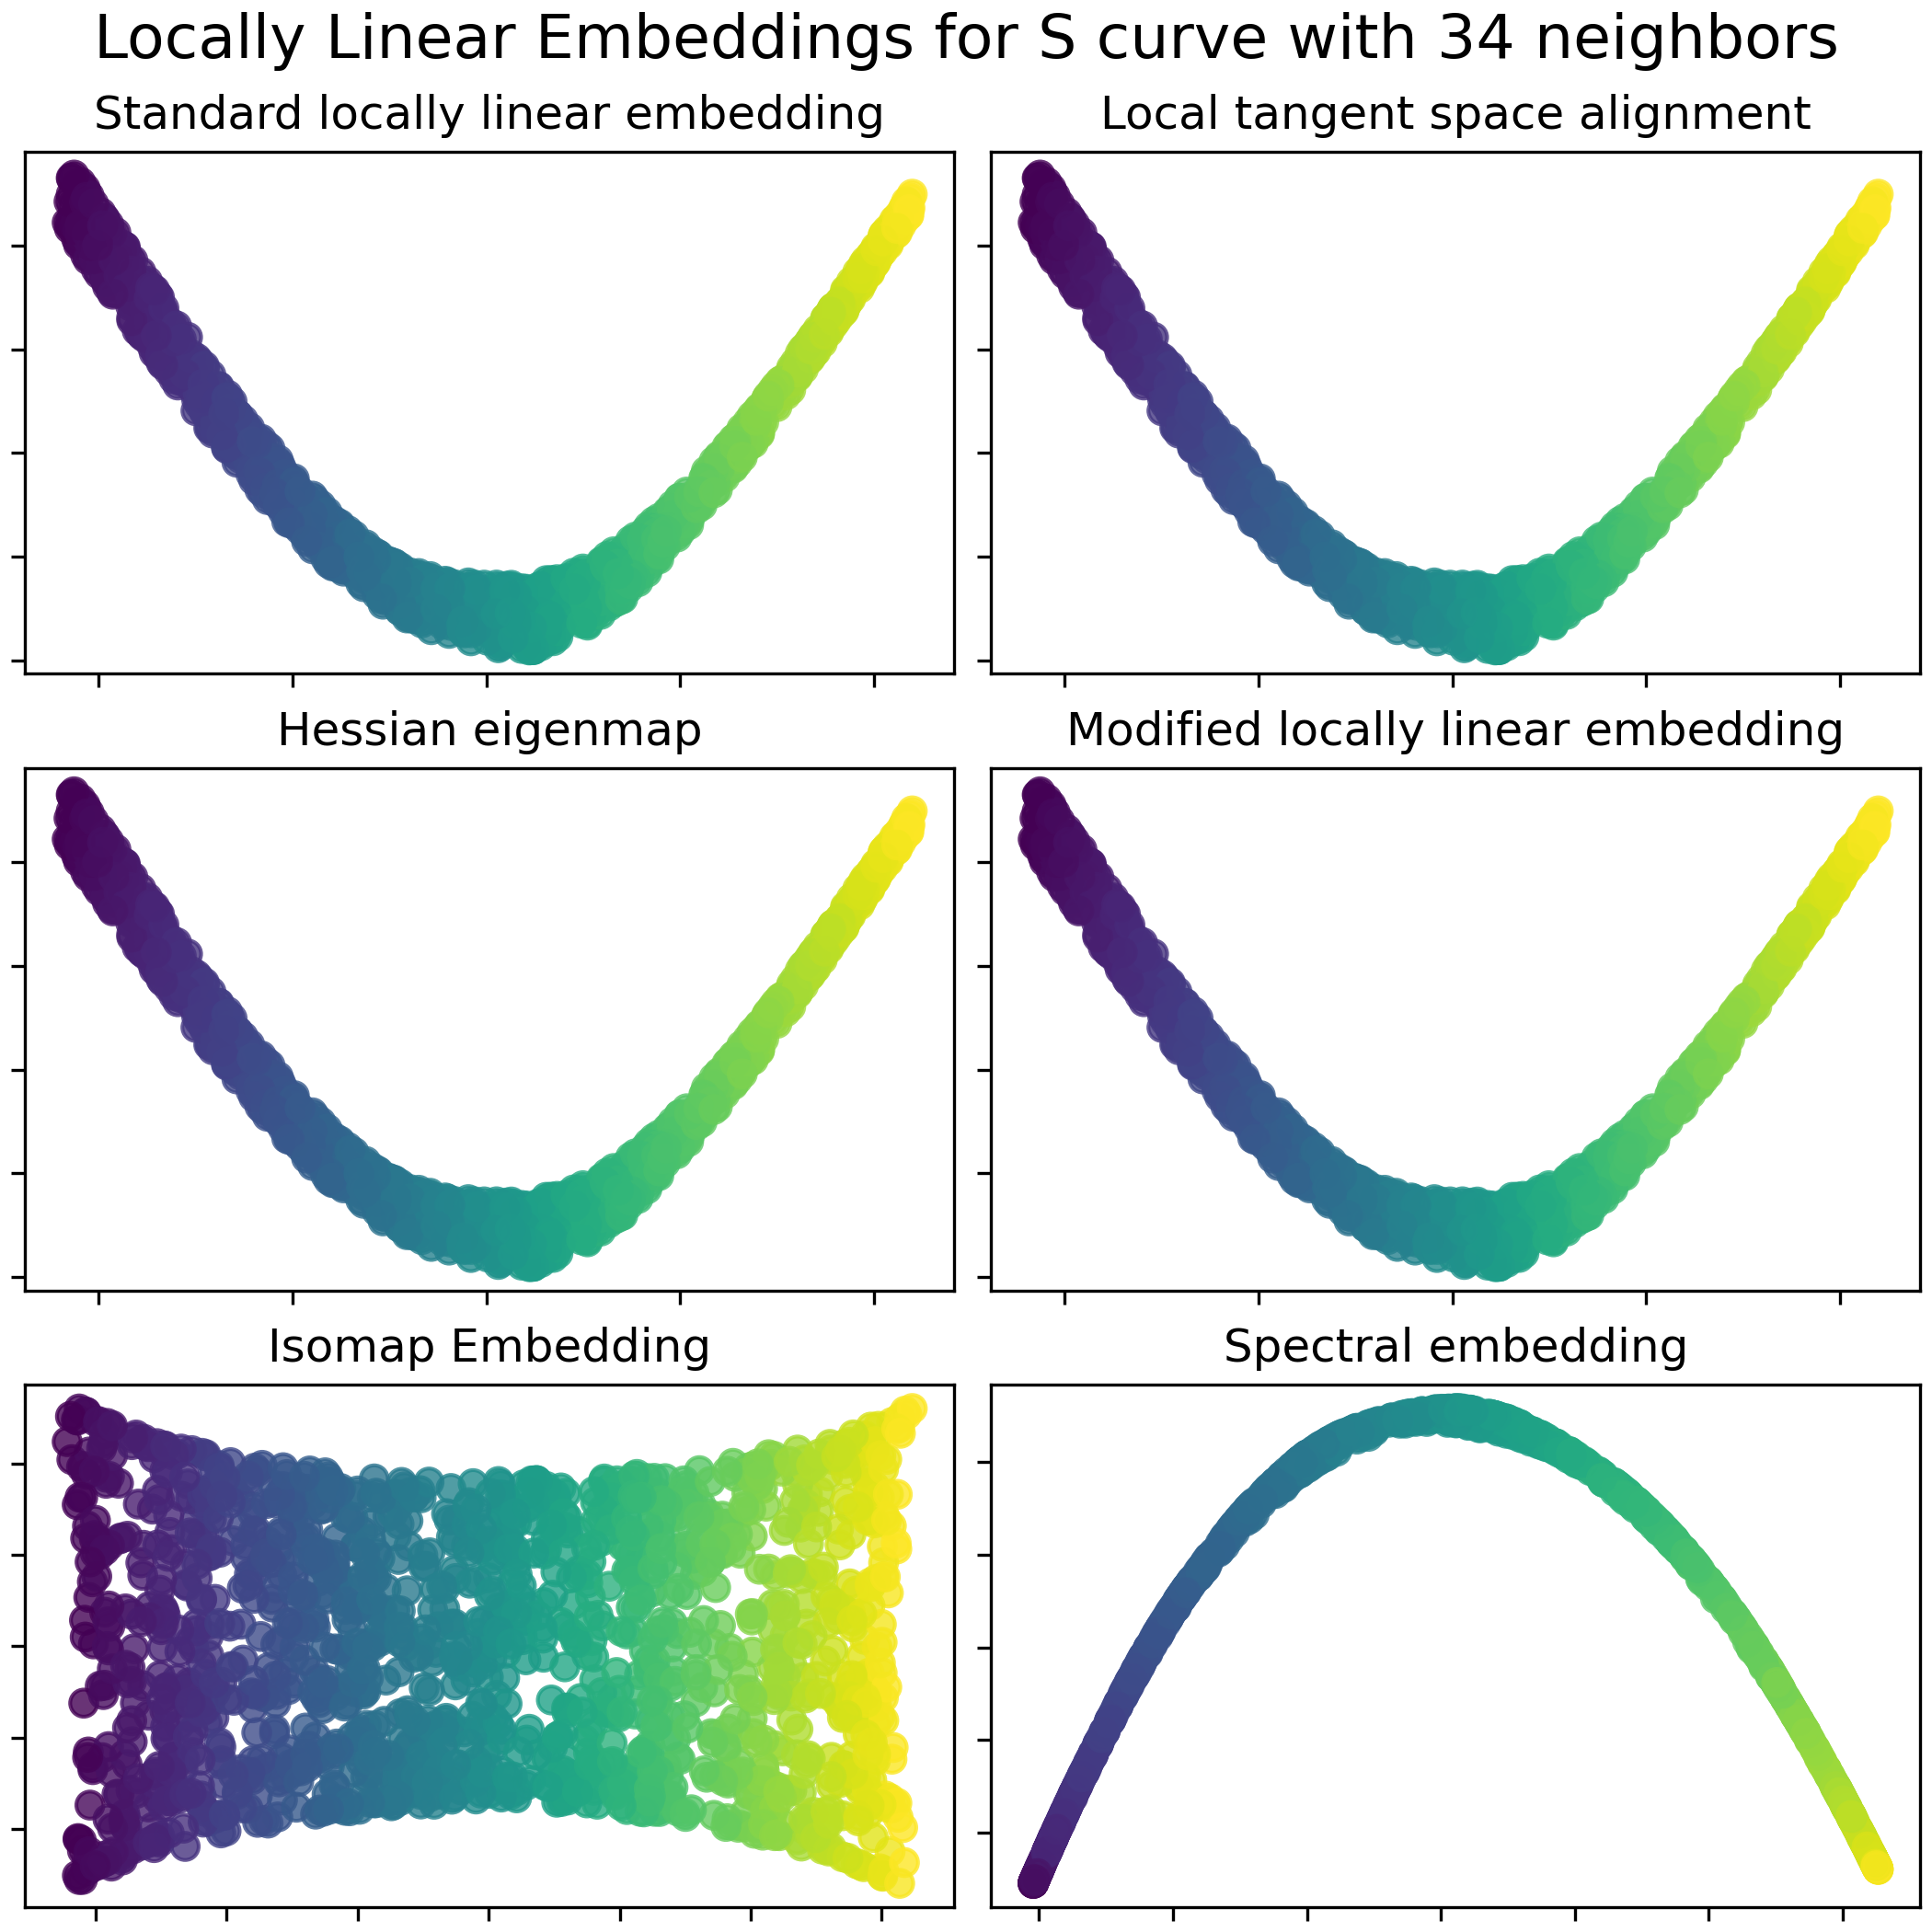 Locally Linear Embeddings for S curve with 34 neighbors
Standard locally linear embedding
Local tangent space alignment
Hessian eigenmap
Modified locally linear embedding
Isomap Embedding
Spectral embedding